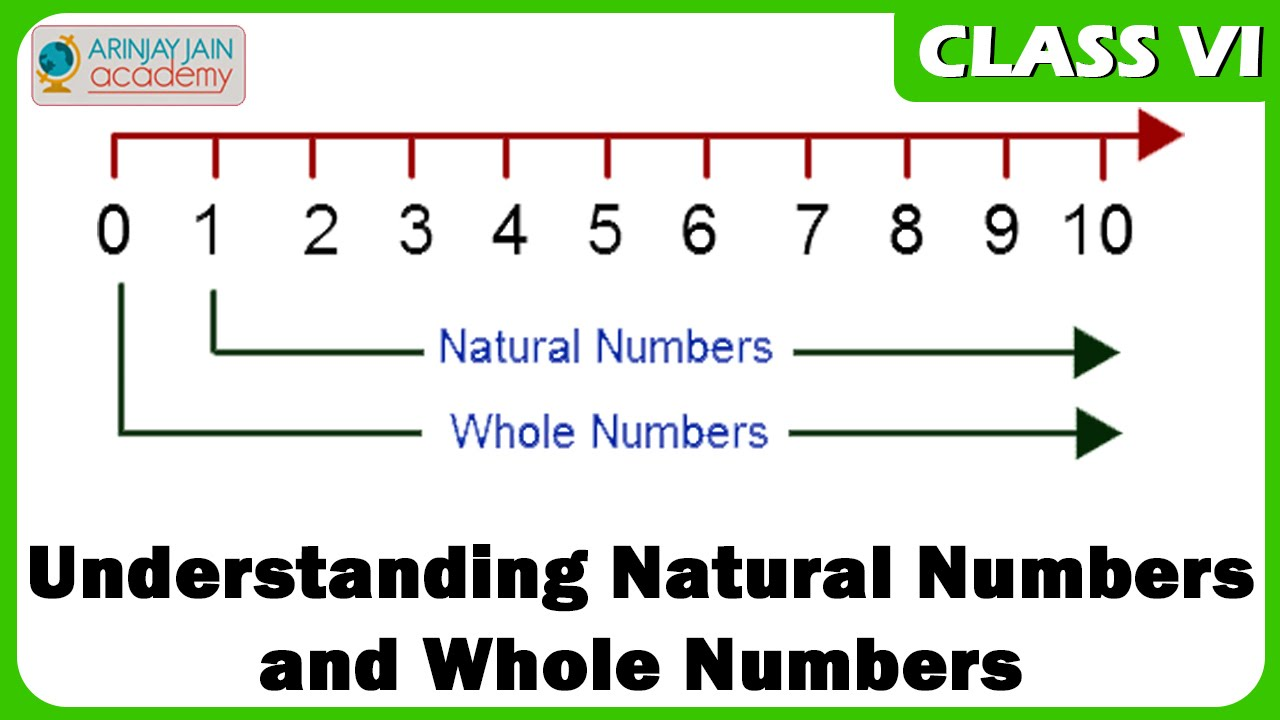 ARINJAY JAIN
academy
CLASS VI
0 1 2 3 4 5 6 7 8 9 10
Natural Numbers
Whole Numbers
Understanding Natural Numbers
and Whole Numbers